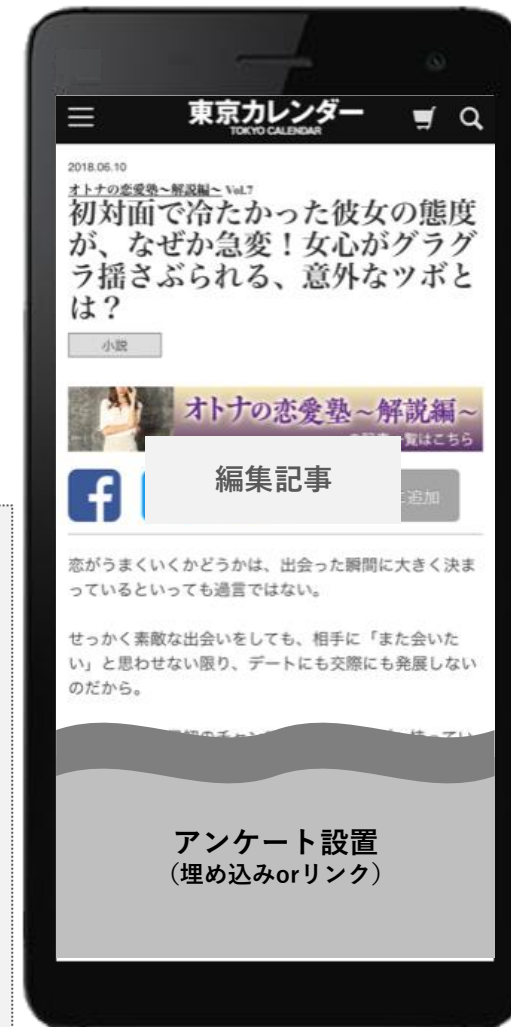 東京カレンダー
TOKYO CALENDAR
2018.06.10
オトナの恋愛塾~解説編~ Vol.7
初対面で冷たかった彼女の態度
が、なぜか急変！女心がグラグ
ラ揺さぶられる、意外なツボと
は？
小説
オトナの恋愛塾~解説編~
覧はこちら
編集記事
に追加
恋がうまくいくかどうかは、出会った瞬間に大きく決ま
っているといっても過言ではない。
せっかく素敵な出会いをしても、相手に「また会いた
い」と思わせない限り、デートにも交際にも発展しない
のだから。
アンケート設置
（埋め込みorリンク）